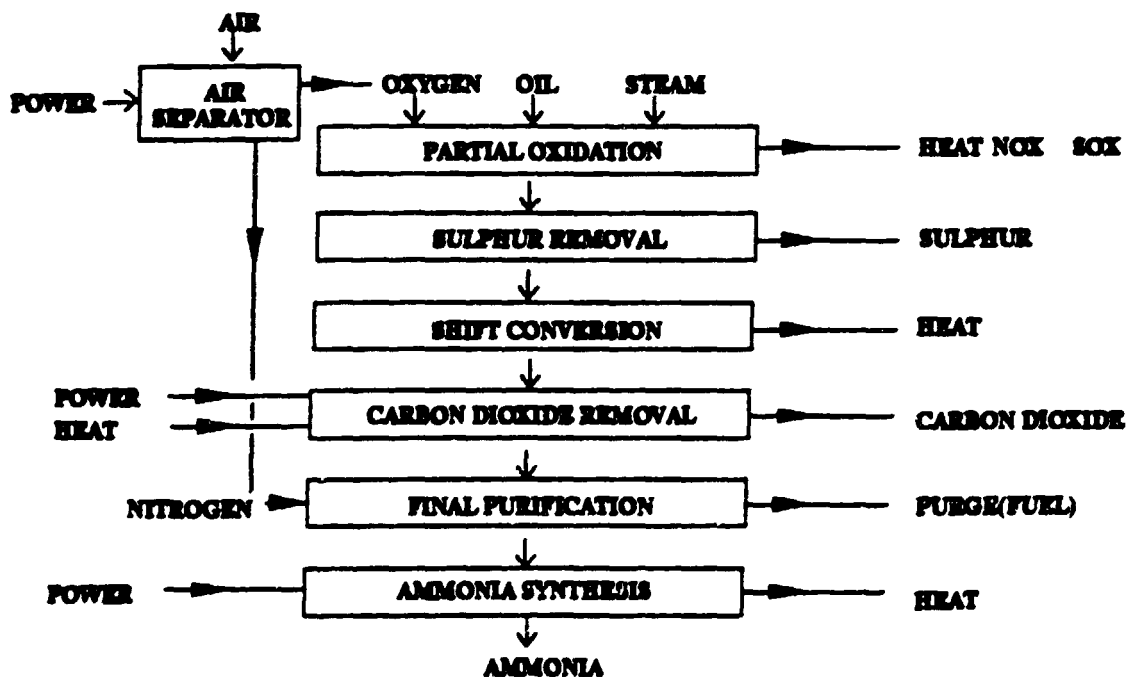 AIR
POWER
AIR
SEPARATOR
OXYGEN OIL STEAM
PARTIAL OXIDATION
HEAT NOX SOX
SULPHUR REMOVAL
SULPHUR
SHIFT CONVERSION
HEAT
POWER
HEAT
CARBON DIOXIDE REMOVAL
CARBON DIOXIDE
NITROGEN
FINAL PURIFICATION
PURGE(FUEL)
POWER
AMMONIA SYNTHESIS
HEAT
AMMONIA